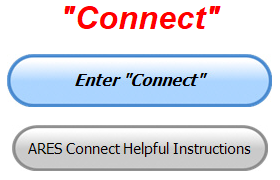 "Connect"
Enter "Connect"
ARES Connect Helpful Instructions